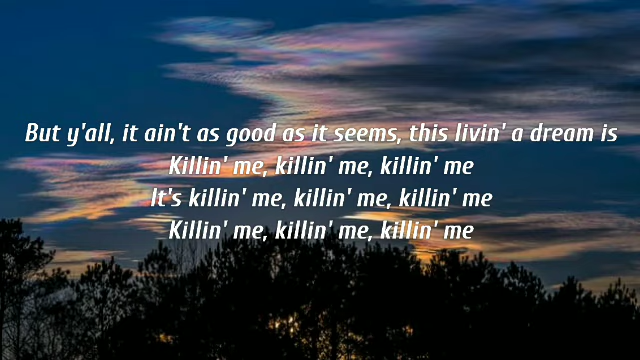 But y'all, it ain't as good as it seems, this livin' a dream is
Killin' me, killin' me, killin' me
It's killin' me, killin' me, killin' me
Killin' me, killin' me, killin' me